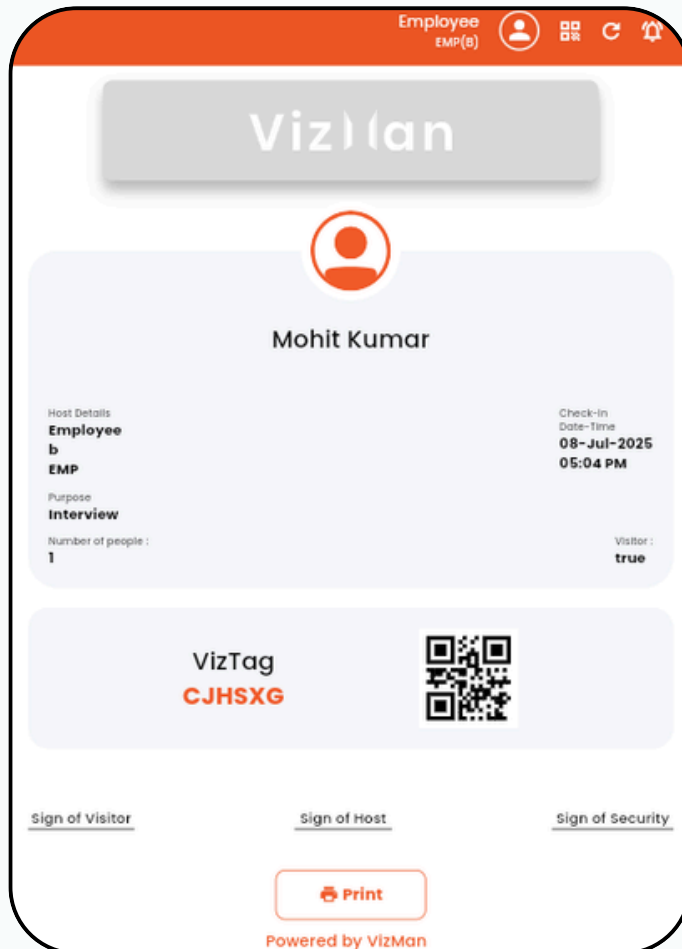 Employee
EMP(B)
VizMan
Mohit Kumar
Host Details
Employee
b
EMP
Check-In
Date-Time
08-Jul-2025
05:04 PM
Purpose
Interview
Number of people :
1
Visitor :
true
VizTag
CJHSXG
Sign of Visitor
Sign of Host
Sign of Security
Print
Powered by VizMan